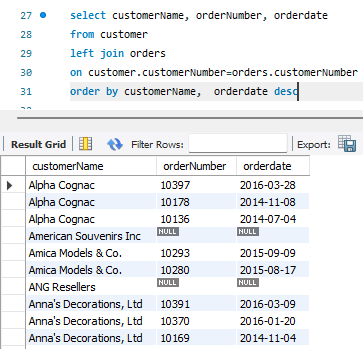 27 select customerName, orderNumber, orderdate
28 from customer
29 left join orders
30 on customer.customerNumber=orders.customerNumber
31 order by customerName,  orderdate desc
Result Grid Filter Rows: Export:
customerName orderNumber orderdate
Alpha Cognac 10397 2016-03-28
Alpha Cognac 10178 2014-11-08
Alpha Cognac 10136 2014-07-04
American Souvenirs Inc NULL NULL
Amica Models & Co. 10293 2015-09-09
Amica Models & Co. 10280 2015-08-17
ANG Resellers NULL NULL
Anna's Decorations, Ltd 10391 2016-03-09
Anna's Decorations, Ltd 10370 2016-01-20
Anna's Decorations, Ltd 10169 2014-11-04